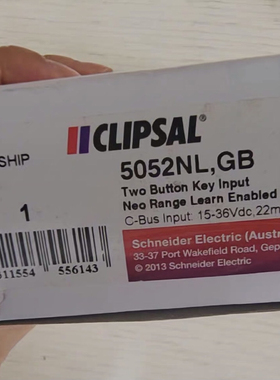 CLIPSAL®
SHIP
5052NL,GB
Two Button Key Input
Neo Range Learn Enabled
1
C-Bus Input: 15-36Vdc, 22m
Schneider Electric (Austr
33-37 Port Wakefield Road, Gep
© 2013 Schneider Electric
11554 556143